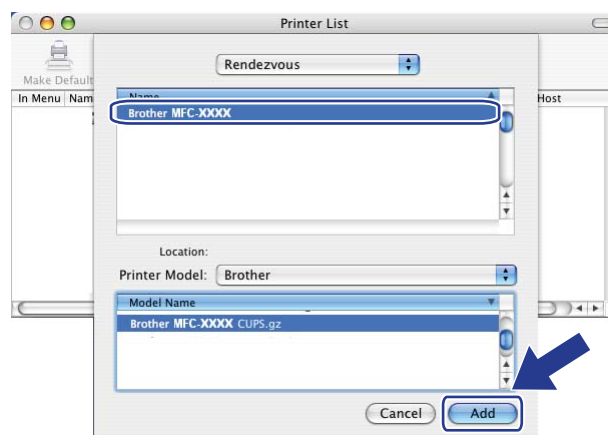 Printer List
Rendezvous
Make Default
In Menu Nam
Host
Name
Brother MFC-XXXX
Location:
Printer Model: Brother
Model Name
Brother MFC-XXXX CUPS.gz
Cancel Add